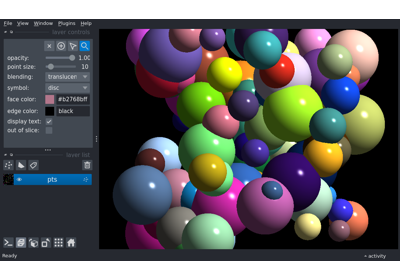 File View Window Plugins Help
layer controls
opacity: 1.00
point size: 10
blending: translucen
symbol: disc
face color: #b2768bff
edge color: black
display text:
out of slice:
layer list
pts
Ready
activity